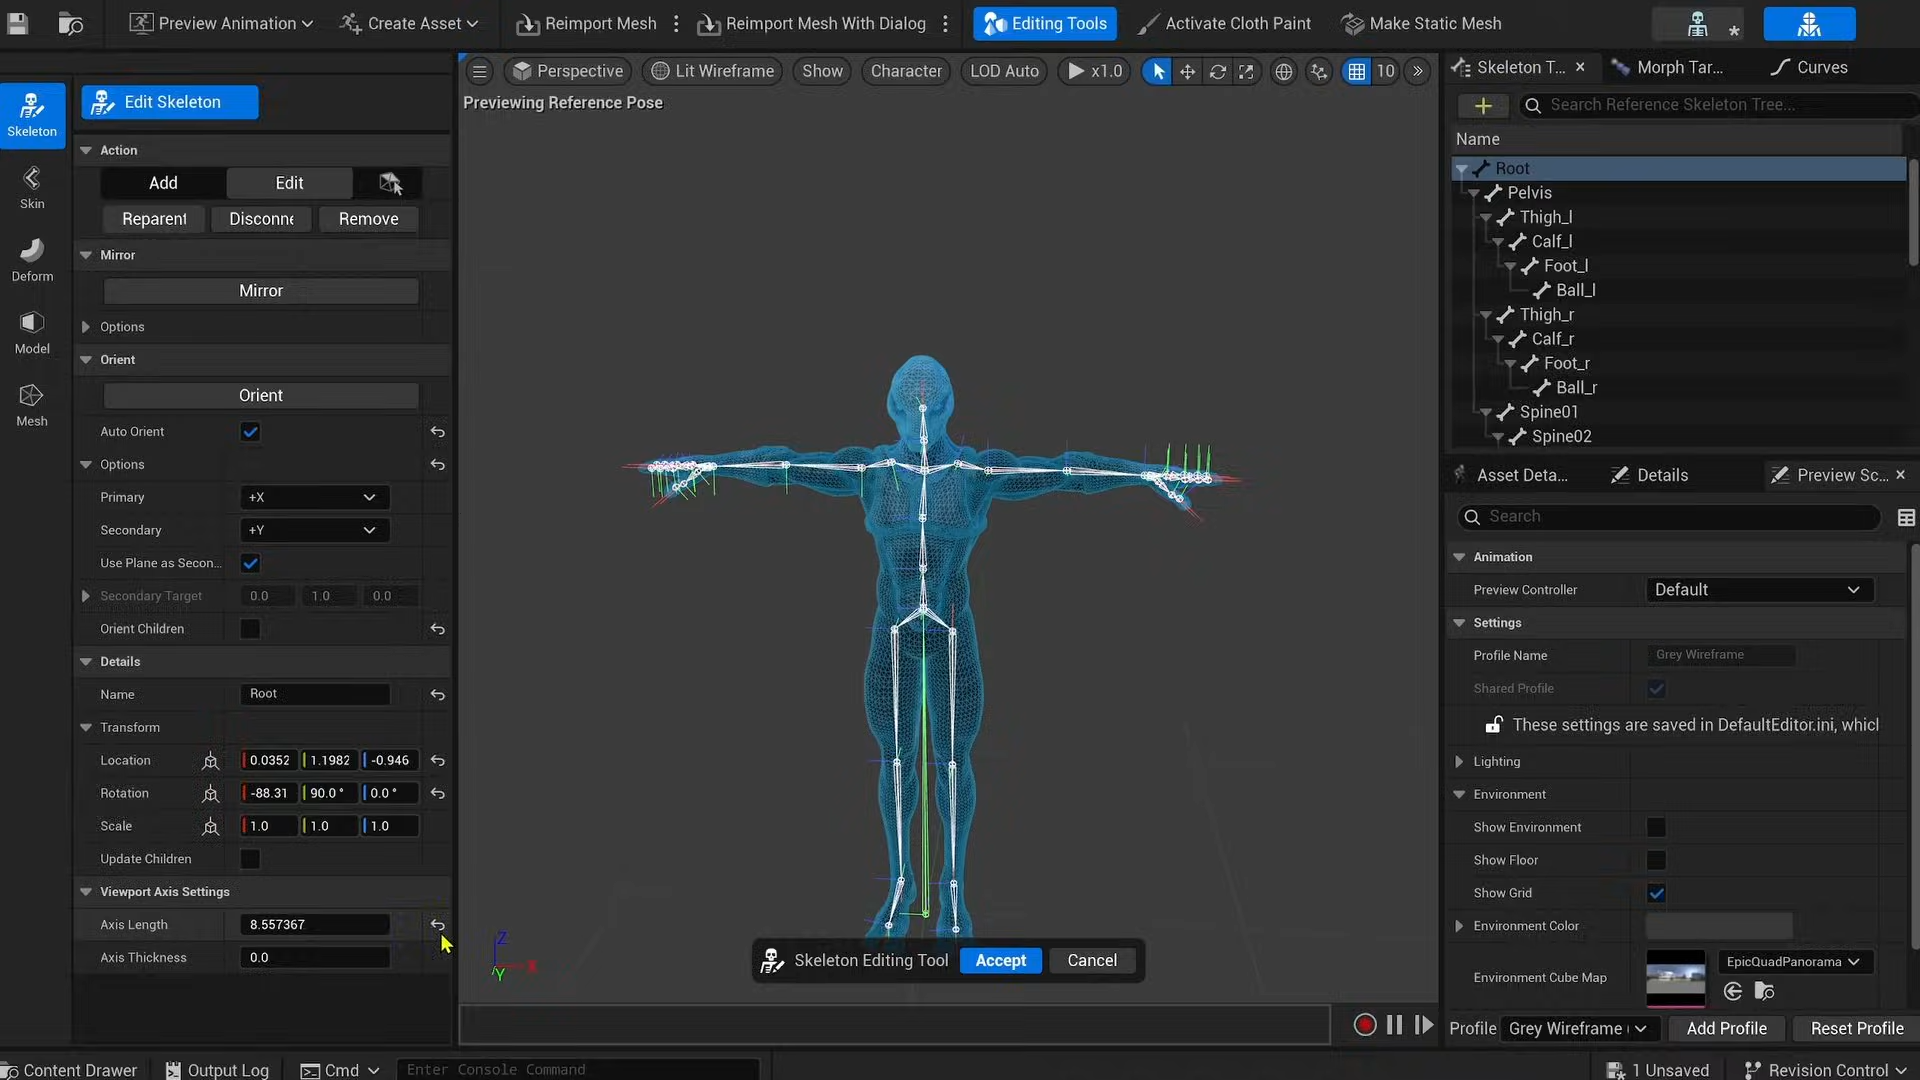 Preview Animation
Create Asset
Reimport Mesh
Reimport Mesh With Dialog
Editing Tools
Activate Cloth Paint
Make Static Mesh
*
Skeleton
Skin
Deform
Model
Mesh
Edit Skeleton
Action
Add
Edit
Reparent
Disconne
Remove
Mirror
Mirror
Options
Orient
Orient
Auto Orient
Options
Primary
+X
Secondary
+Y
Use Plane as Secon...
Secondary Target
0.0
1.0
0.0
Orient Children
Details
Name
Root
Transform
Location
0.0352
1.1982
-0.946
Rotation
-88.31
90.0 °
0.0 °
Scale
1.0
1.0
1.0
Update Children
Viewport Axis Settings
Axis Length
8.557367
Axis Thickness
0.0
Perspective
Lit Wireframe
Show
Character
LOD Auto
x1.0
10
Previewing Reference Pose
Z
X
Y
Skeleton Editing Tool
Accept
Cancel
Skeleton T...
Morph Tar...
Curves
Search Reference Skeleton Tree...
Name
Root
Pelvis
Thigh_l
Calf_l
Foot_l
Ball_l
Thigh_r
Calf_r
Foot_r
Ball_r
Spine01
Spine02
Asset Deta...
Details
Preview Sc...
Search
Animation
Preview Controller
Default
Settings
Profile Name
Grey Wireframe
Shared Profile
These settings are saved in DefaultEditor.ini, whicl
Lighting
Environment
Show Environment
Show Floor
Show Grid
Environment Color
Environment Cube Map
EpicQuadPanorama
Profile
Grey Wireframe (
Add Profile
Reset Profile
Content Drawer
Output Log
Cmd
Enter Console Command
1 Unsaved
Revision Control